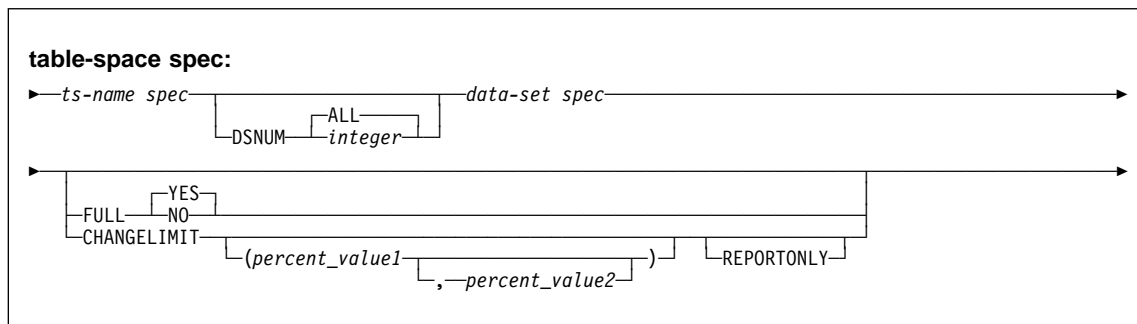 table-space spec:
ts-name spec data-set spec
ALL
DSNUM integer
YES
FULL NO
CHANGELIMIT
(percent_value1 ) REPORTONLY
, percent_value2